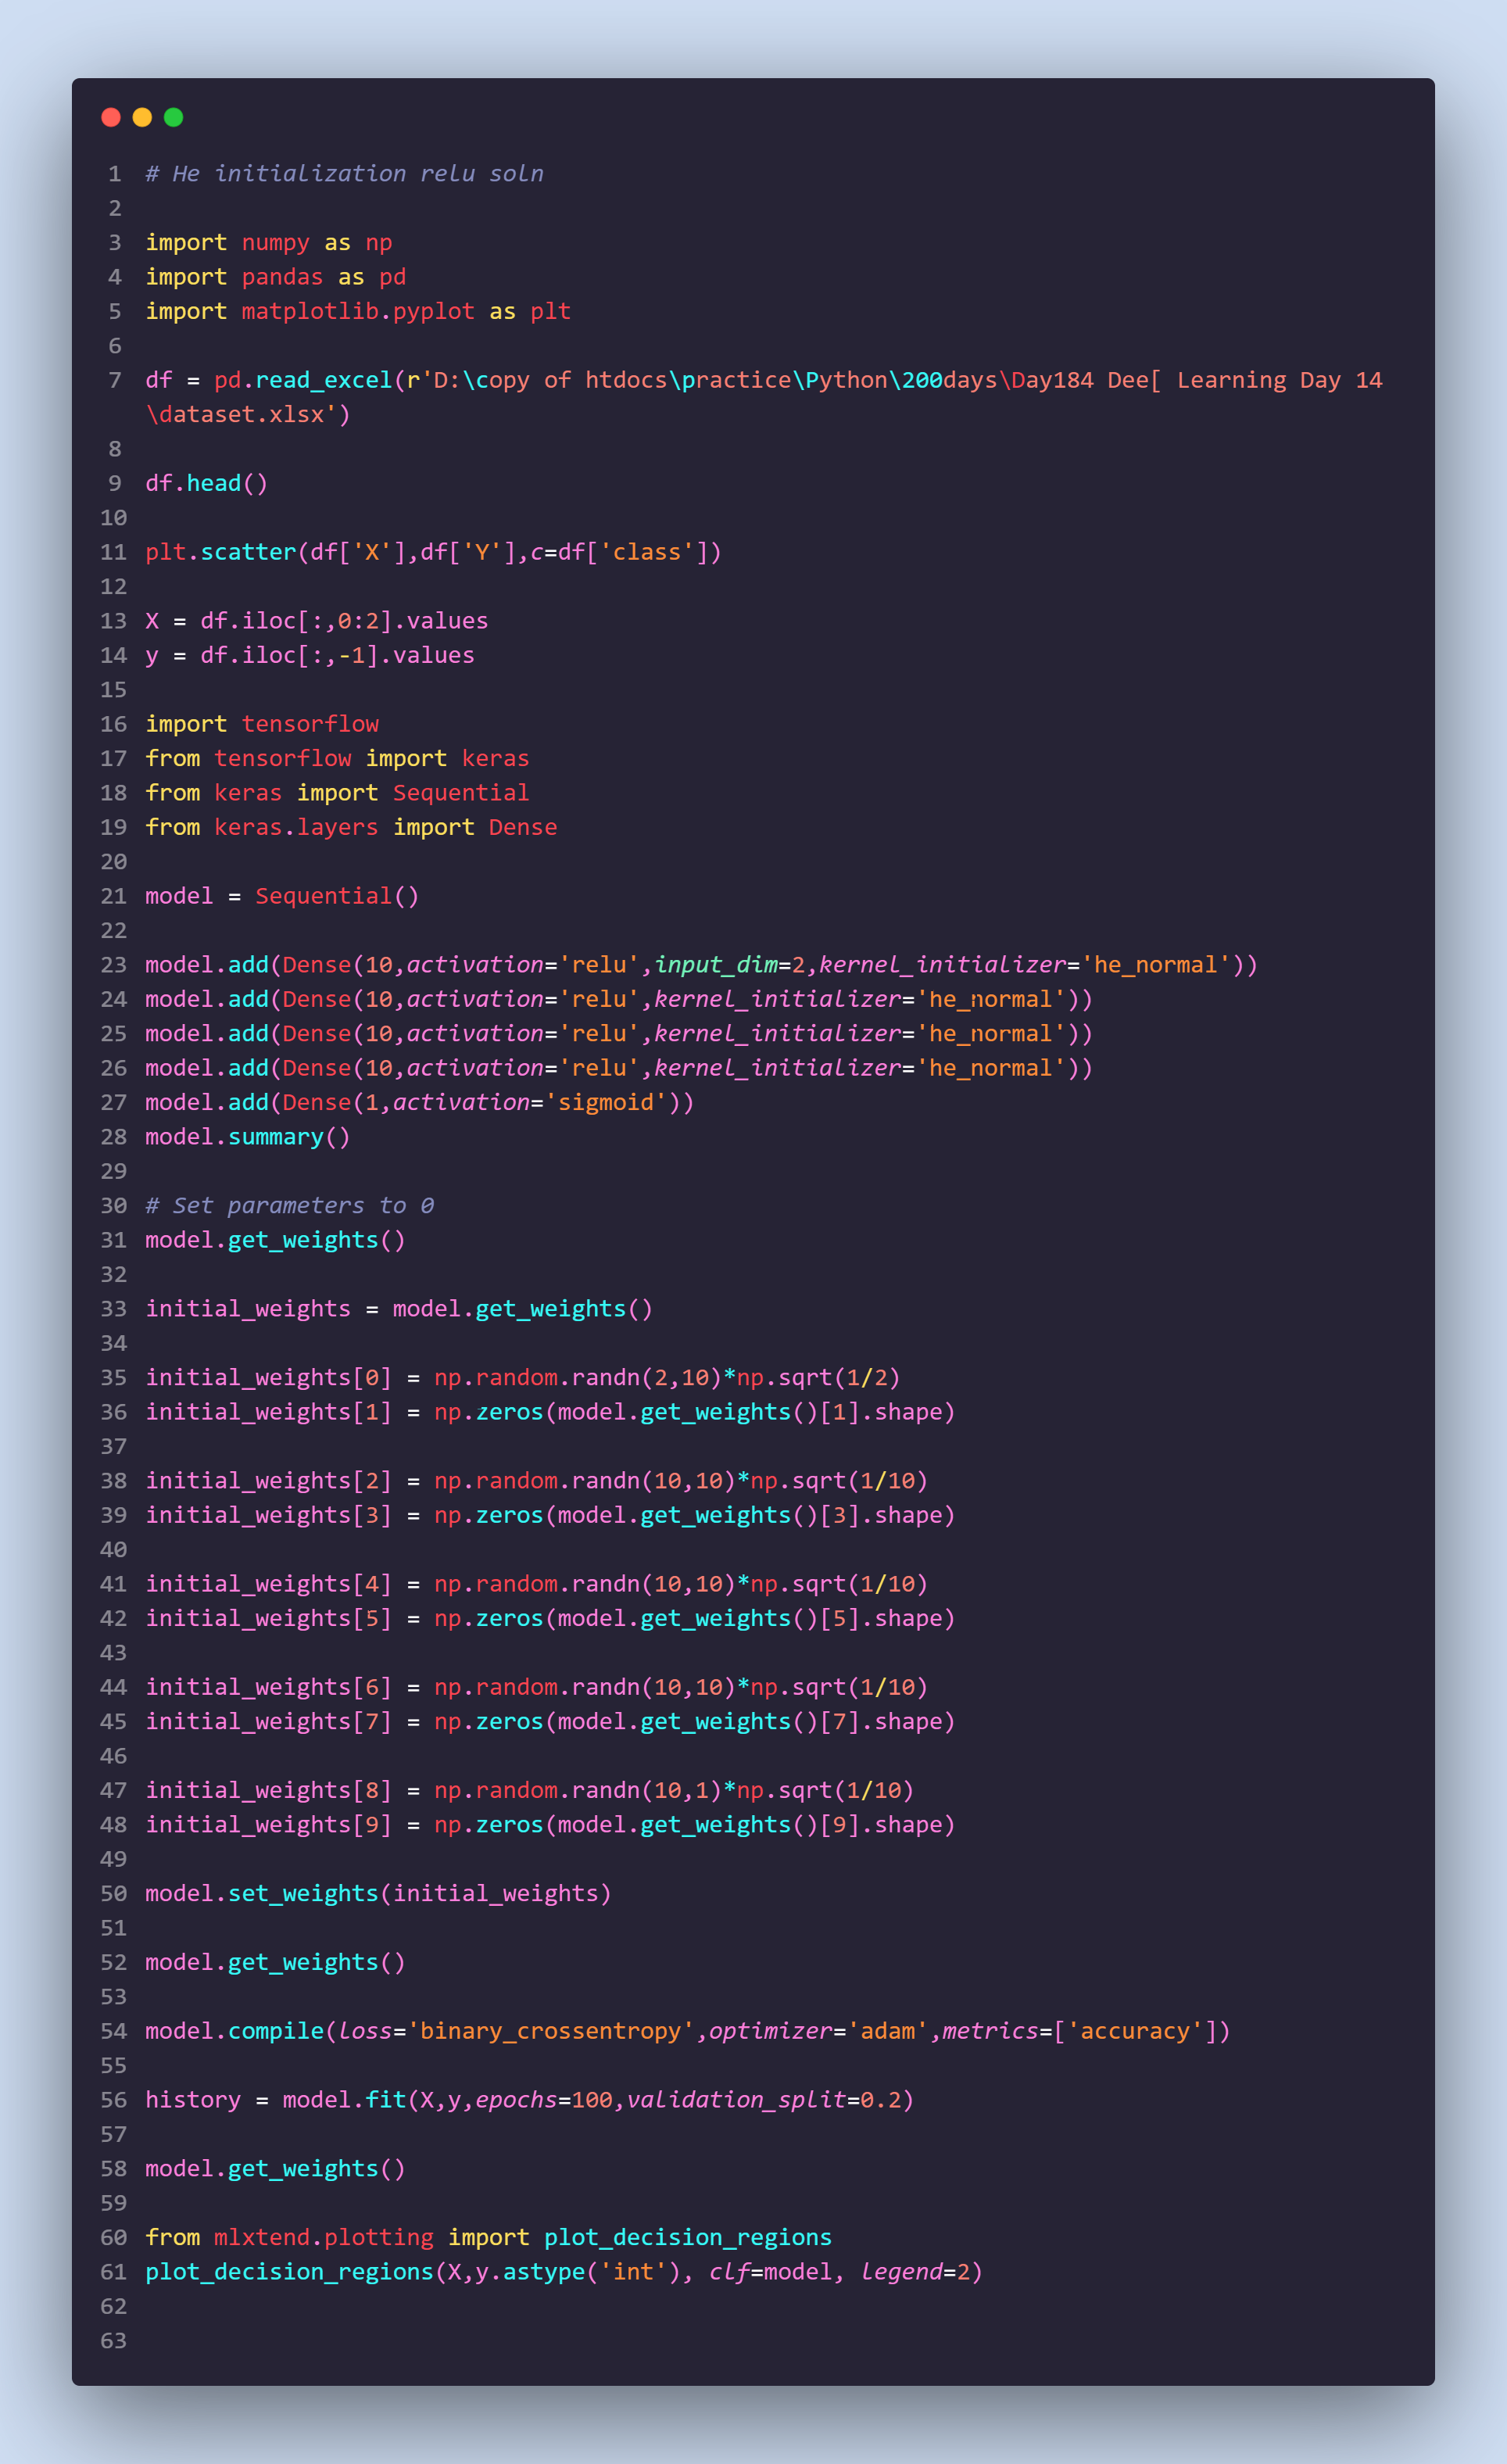 1 # He initialization relu soln
2
3 import numpy as np
4 import pandas as pd
5 import matplotlib.pyplot as plt
6
7 df = pd.read_excel(r'D:\copy of htdocs\practice\Python\200days\Day184 Dee[ Learning Day 14
\dataset.xlsx')
8
9 df.head()
10
11 plt.scatter(df['X'],df['Y'],c=df['class'])
12
13 X = df.iloc[:,0:2].values
14 y = df.iloc[:,-1].values
15
16 import tensorflow
17 from tensorflow import keras
18 from keras import Sequential
19 from keras.layers import Dense
20
21 model = Sequential()
22
23 model.add(Dense(10,activation='relu',input_dim=2,kernel_initializer='he_normal'))
24 model.add(Dense(10,activation='relu',kernel_initializer='he_normal'))
25 model.add(Dense(10,activation='relu',kernel_initializer='he_normal'))
26 model.add(Dense(10,activation='relu',kernel_initializer='he_normal'))
27 model.add(Dense(1,activation='sigmoid'))
28 model.summary()
29
30 # Set parameters to 0
31 model.get_weights()
32
33 initial_weights = model.get_weights()
34
35 initial_weights[0] = np.random.randn(2,10)*np.sqrt(1/2)
36 initial_weights[1] = np.zeros(model.get_weights()[1].shape)
37
38 initial_weights[2] = np.random.randn(10,10)*np.sqrt(1/10)
39 initial_weights[3] = np.zeros(model.get_weights()[3].shape)
40
41 initial_weights[4] = np.random.randn(10,10)*np.sqrt(1/10)
42 initial_weights[5] = np.zeros(model.get_weights()[5].shape)
43
44 initial_weights[6] = np.random.randn(10,10)*np.sqrt(1/10)
45 initial_weights[7] = np.zeros(model.get_weights()[7].shape)
46
47 initial_weights[8] = np.random.randn(10,1)*np.sqrt(1/10)
48 initial_weights[9] = np.zeros(model.get_weights()[9].shape)
49
50 model.set_weights(initial_weights)
51
52 model.get_weights()
53
54 model.compile(loss='binary_crossentropy',optimizer='adam',metrics=['accuracy'])
55
56 history = model.fit(X,y,epochs=100,validation_split=0.2)
57
58 model.get_weights()
59
60 from mlxtend.plotting import plot_decision_regions
61 plot_decision_regions(X,y.astype('int'), clf=model, legend=2)
62
63